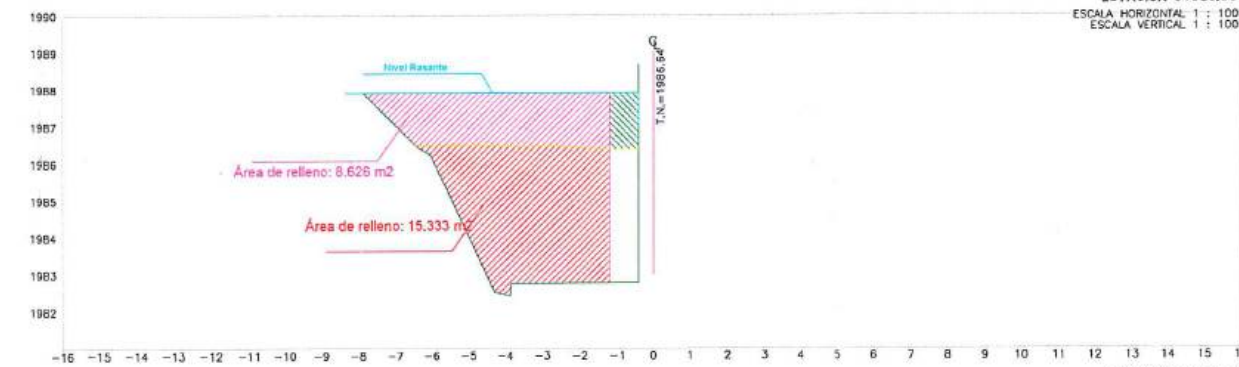 ESCALA HORIZONTAL 1 : 100
ESCALA VERTICAL 1 : 100
1990
1989
1988
1987
1986
1985
1984
1983
1982
Nivel Rasante
T.N.=1986.64
Área de relleno: 8.626 m2
Área de relleno: 15.333 m2
-16 -15 -14 -13 -12 -11 -10 -9 -8 -7 -6 -5 -4 -3 -2 -1 0 1 2 3 4 5 6 7 8 9 10 11 12 13 14 15